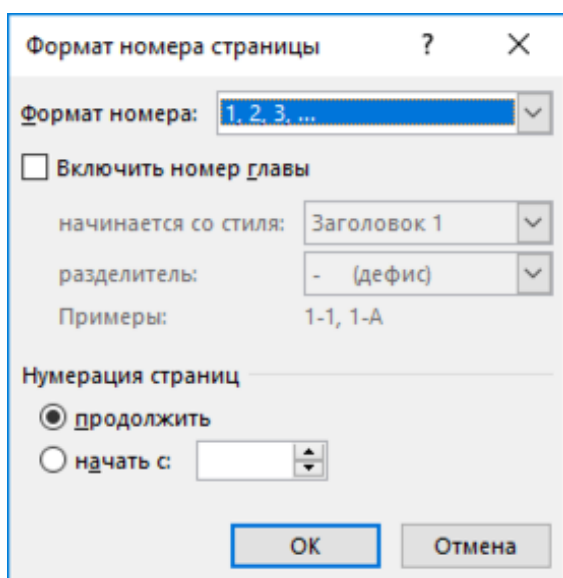 Формат номера страницы ? ×
Формат номера: 1, 2, 3, ...
Включить номер главы
начинается со стиля: Заголовок 1
разделитель: - (дефис)
Примеры: 1-1, 1-A
Нумерация страниц
продолжить
начать с:
ОК Отмена